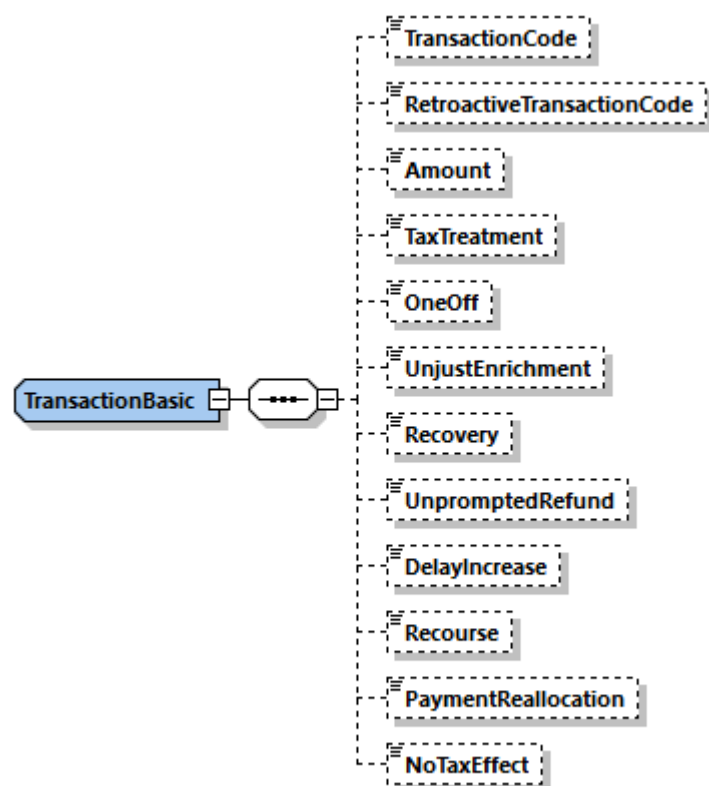 TransactionCode
RetroactiveTransactionCode
Amount
TaxTreatment
OneOff
UnjustEnrichment
TransactionBasic
Recovery
UnpromptedRefund
DelayIncrease
Recourse
PaymentReallocation
NoTaxEffect